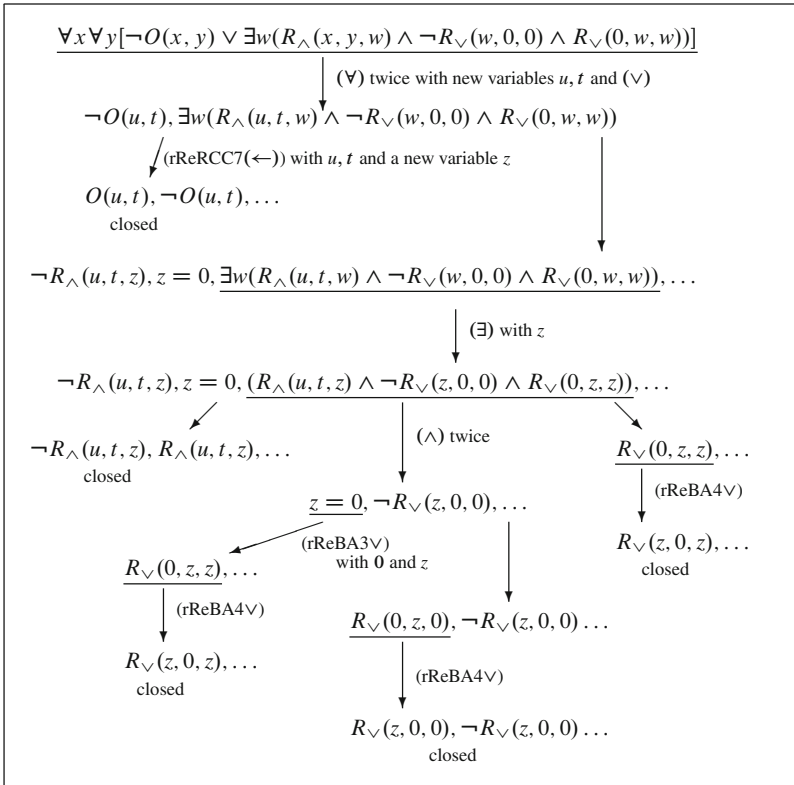 ∀x∀y[¬O(x, y) ∨ ∃w(R∧(x, y, w) ∧ ¬R∨(w, 0, 0) ∧ R∨(0, w, w))]
(∀) twice with new variables u, t and (∨)
¬O(u, t), ∃w(R∧(u, t, w) ∧ ¬R∨(w, 0, 0) ∧ R∨(0, w, w))
(rReRCC7(←)) with u, t and a new variable z
O(u, t), ¬O(u, t), ...
closed
¬R∧(u, t, z), z = 0, ∃w(R∧(u, t, w) ∧ ¬R∨(w, 0, 0) ∧ R∨(0, w, w)), ...
(∃) with z
¬R∧(u, t, z), z = 0, (R∧(u, t, z) ∧ ¬R∨(z, 0, 0) ∧ R∨(0, z, z)), ...
(∧) twice
¬R∧(u, t, z), R∧(u, t, z), ...
closed
R∨(0, z, z), ...
(rReBA4∨)
z = 0, ¬R∨(z, 0, 0), ...
R∨(z, 0, z), ...
closed
(rReBA3∨)
with 0 and z
R∨(0, z, z), ...
(rReBA4∨)
R∨(z, 0, z), ...
closed
R∨(0, z, 0), ¬R∨(z, 0, 0) ...
(rReBA4∨)
R∨(z, 0, 0), ¬R∨(z, 0, 0) ...
closed